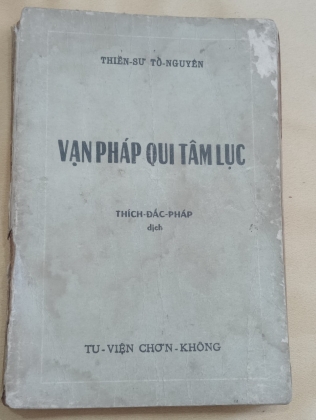 THIỀN-SƯ TỔ-NGUYÊN
VẠN PHÁP QUI TÂM LỤC
THÍCH-ĐẮC-PHÁP
dịch
TU-VIỆN CHƠN-KHÔNG